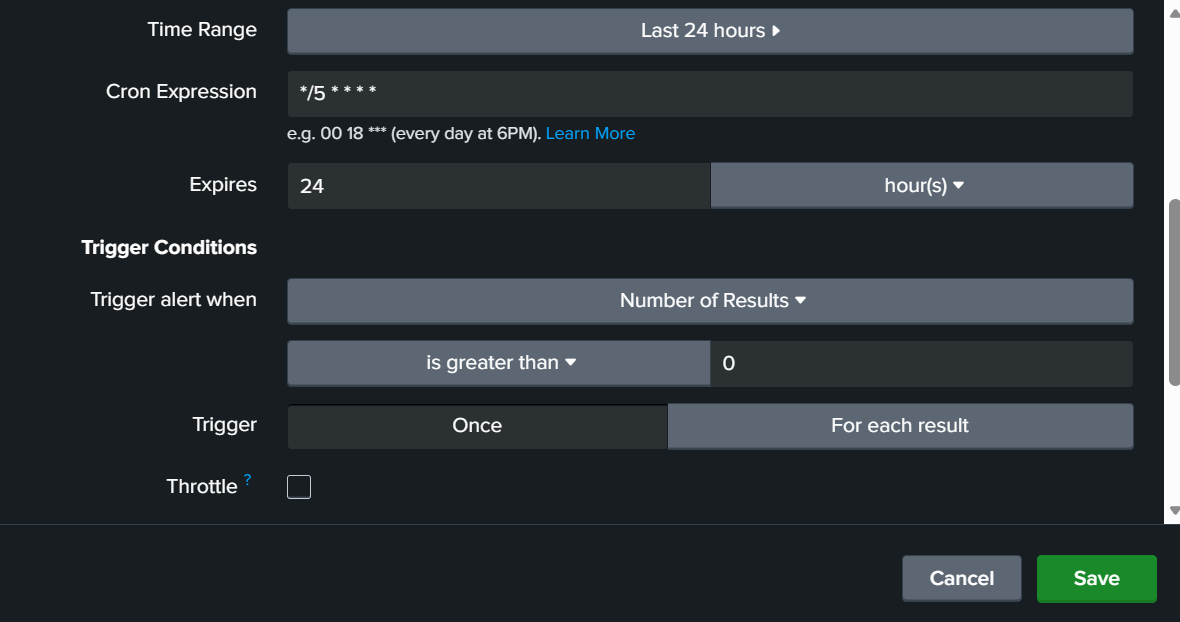 Time Range Last 24 hours
Cron Expression */5 * * * *
e.g. 00 18 *** (every day at 6PM). Learn More
Expires 24 hour(s)
Trigger Conditions
Trigger alert when Number of Results
is greater than 0
Trigger Once For each result
Throttle ?
Cancel Save